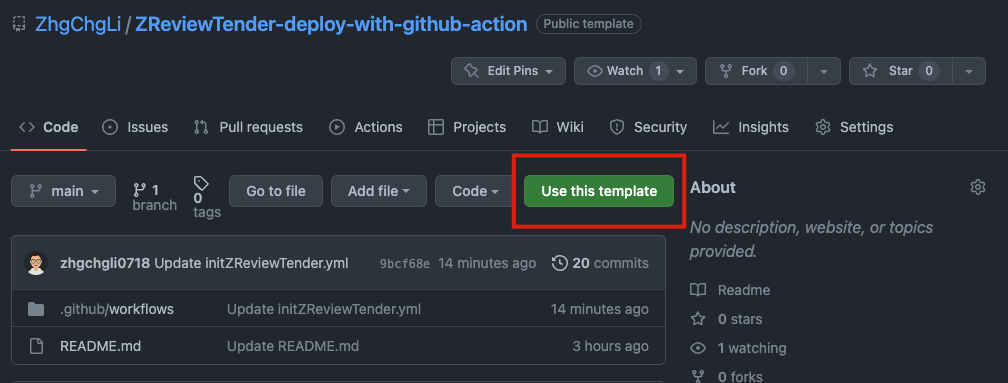 ZhgChgLi / ZReviewTender-deploy-with-github-action Public template
Edit Pins Watch 1 Fork 0 Star 0
Code Issues Pull requests Actions Projects Wiki Security Insights Settings
main 1 branch 0 tags Go to file Add file Code Use this template
About
No description, website, or topics
provided.
zhgchgli0718 Update initZReviewTender.yml 9bcf68e 14 minutes ago 20 commits
.github/workflows Update initZReviewTender.yml 14 minutes ago
README.md Update README.md 3 hours ago
Readme
0 stars
1 watching
0 forks